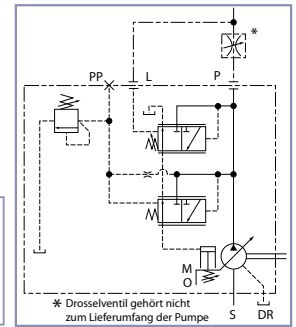 *
PP
L
P
M
O
S
DR
* Drosselventil gehört nicht
zum Lieferumfang der Pumpe